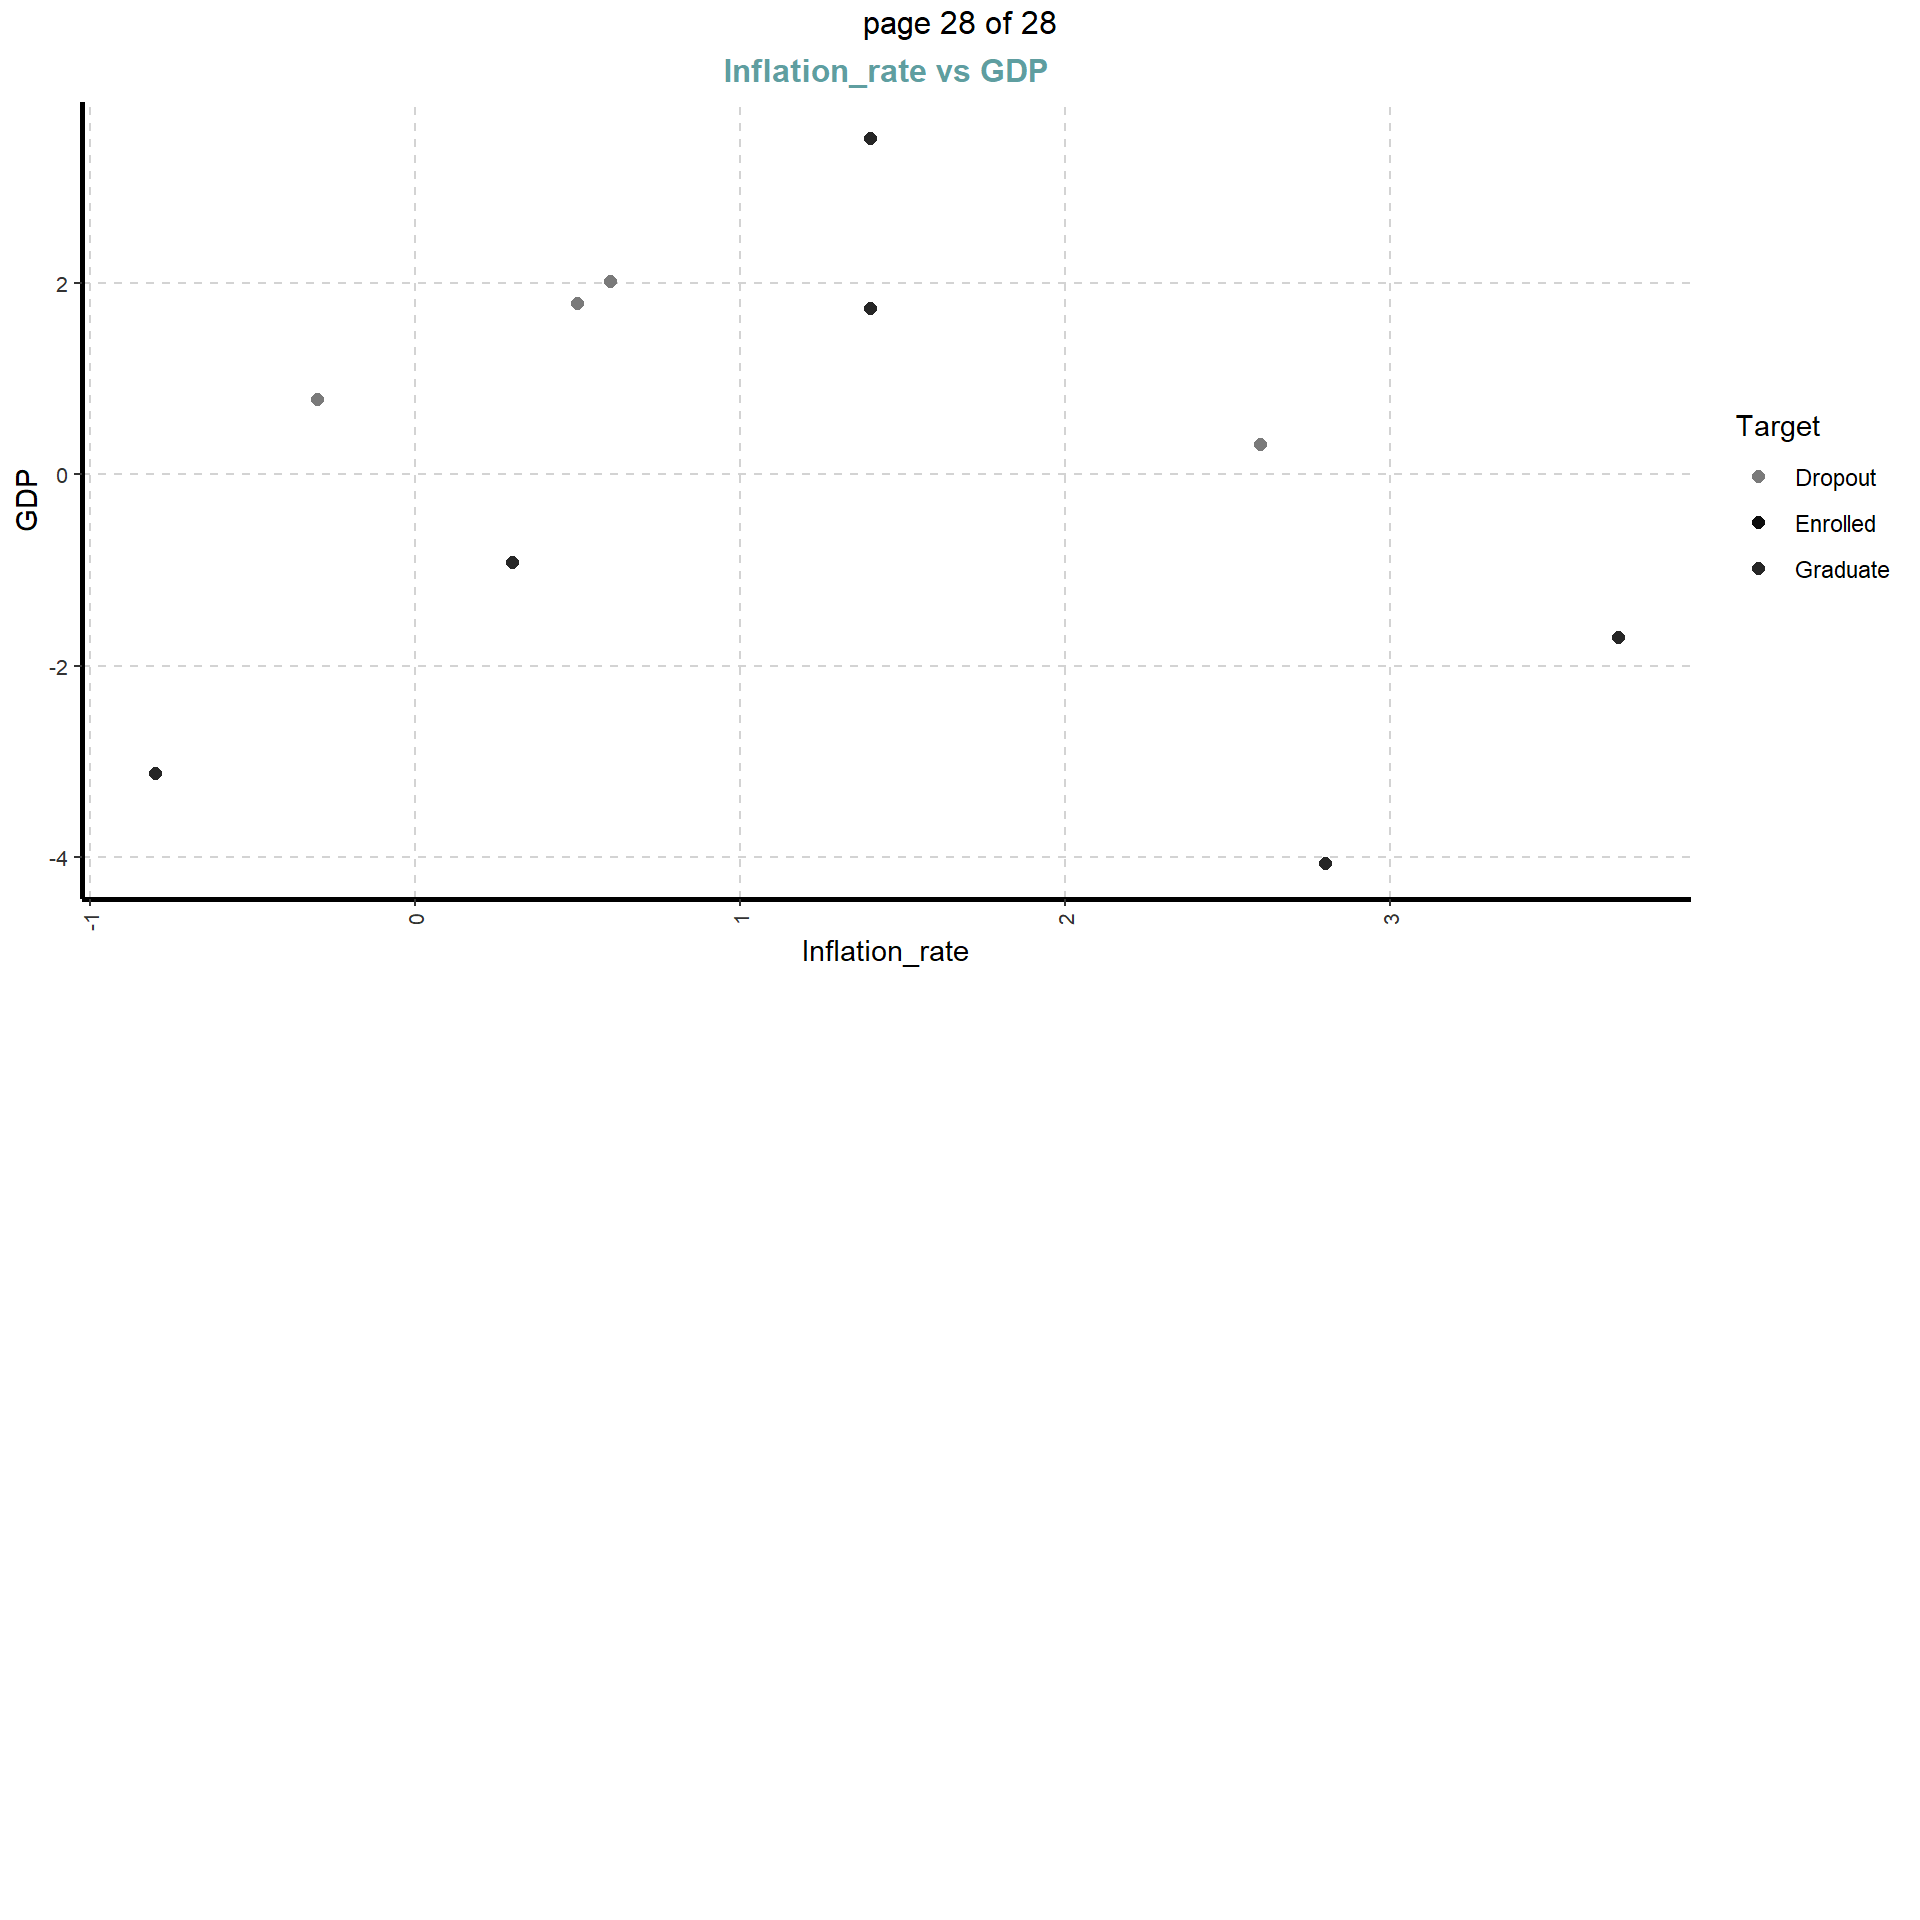 page 28 of 28
Inflation_rate vs GDP
2
0
-2
-4
GDP
-1
0
1
2
3
Inflation_rate
Target
Dropout
Enrolled
Graduate